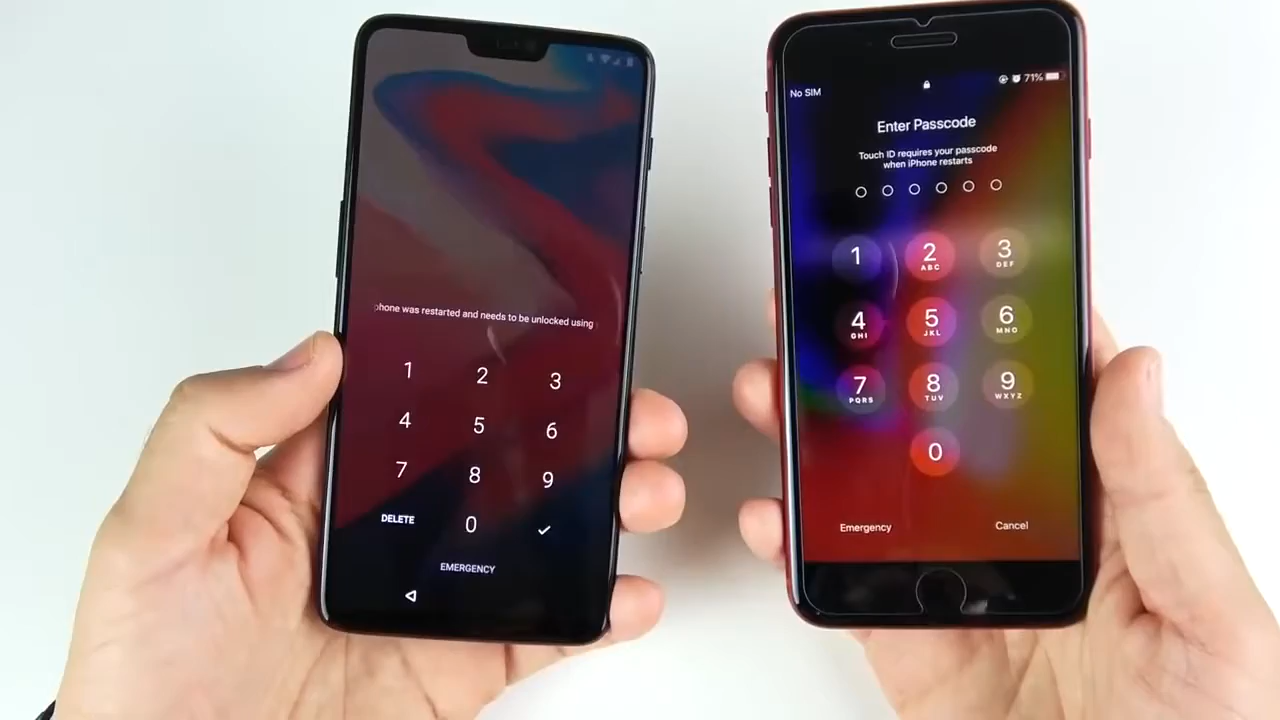 phone was restarted and needs to be unlocked using
1 2 3
4 5 6
7 8 9
DELETE 0
EMERGENCY
No SIM
71%
Enter Passcode
Touch ID requires your passcode
when iPhone restarts
1 2 3
ABC DEF
4 5 6
GHI JKL MNO
7 8 9
PQRS TUV WXYZ
0
Emergency Cancel